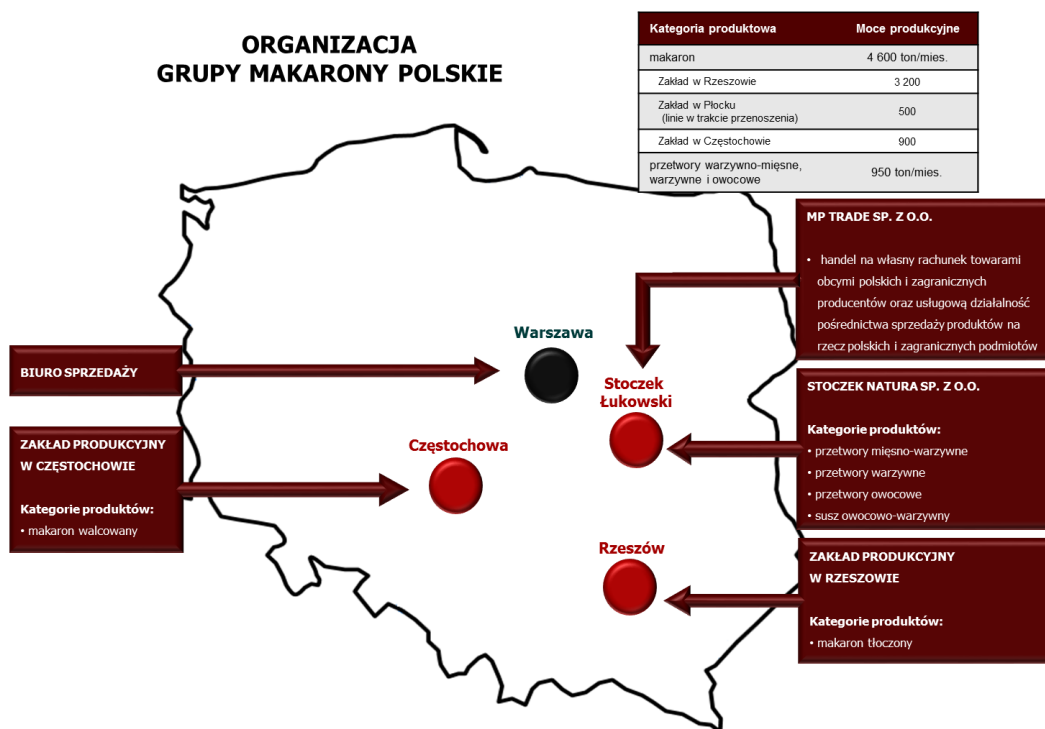 ORGANIZACJA
GRUPY MAKARONY POLSKIE
Kategoria produktowa Moce produkcyjne
makaron 4 600 ton/mies.
Zakład w Rzeszowie 3 200
Zakład w Płocku
(linie w trakcie przenoszenia) 500
Zakład w Częstochowie 900
przetwory warzywno-mięsne,
warzywne i owocowe 950 ton/mies.
MP TRADE SP. Z O.O.
• handel na własny rachunek towarami
obcymi polskich i zagranicznych
producentów oraz usługową działalność
pośrednictwa sprzedaży produktów na
rzecz polskich i zagranicznych podmiotów
Warszawa
BIURO SPRZEDAŻY
Stoczek
Łukowski
STOCZEK NATURA SP. Z O.O.
Kategorie produktów:
• przetwory mięsno-warzywne
• przetwory warzywne
• przetwory owocowe
• susz owocowo-warzywny
ZAKŁAD PRODUKCYJNY
W CZĘSTOCHOWIE
Kategorie produktów:
• makaron walcowany
Częstochowa
Rzeszów
ZAKŁAD PRODUKCYJNY
W RZESZOWIE
Kategorie produktów:
• makaron tłoczony